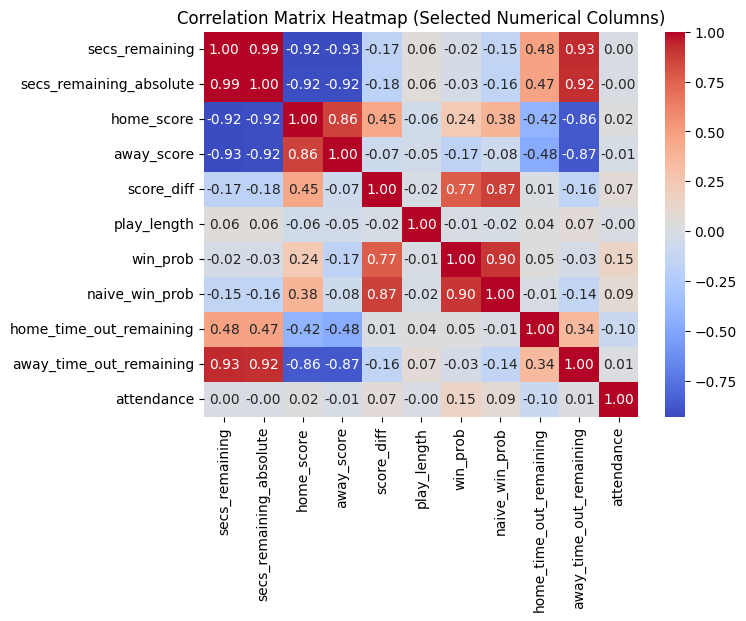 Correlation Matrix Heatmap (Selected Numerical Columns)
secs_remaining 1.00 0.99 -0.92 -0.93 -0.17 0.06 -0.02 -0.15 0.48 0.93 0.00
secs_remaining_absolute 0.99 1.00 -0.92 -0.92 -0.18 0.06 -0.03 -0.16 0.47 0.92 -0.00
home_score -0.92 -0.92 1.00 0.86 0.45 -0.06 0.24 0.38 -0.42 -0.86 0.02
away_score -0.93 -0.92 0.86 1.00 -0.07 -0.05 -0.17 -0.08 -0.48 -0.87 -0.01
score_diff -0.17 -0.18 0.45 -0.07 1.00 -0.02 0.77 0.87 0.01 -0.16 0.07
play_length 0.06 0.06 -0.06 -0.05 -0.02 1.00 -0.01 -0.02 0.04 0.07 -0.00
win_prob -0.02 -0.03 0.24 -0.17 0.77 -0.01 1.00 0.90 0.05 -0.03 0.15
naive_win_prob -0.15 -0.16 0.38 -0.08 0.87 -0.02 0.90 1.00 -0.01 -0.14 0.09
home_time_out_remaining 0.48 0.47 -0.42 -0.48 0.01 0.04 0.05 -0.01 1.00 0.34 -0.10
away_time_out_remaining 0.93 0.92 -0.86 -0.87 -0.16 0.07 -0.03 -0.14 0.34 1.00 0.01
attendance 0.00 -0.00 0.02 -0.01 0.07 -0.00 0.15 0.09 -0.10 0.01 1.00
secs_remaining
secs_remaining_absolute
home_score
away_score
score_diff
play_length
win_prob
naive_win_prob
home_time_out_remaining
away_time_out_remaining
attendance
1.00
0.75
0.50
0.25
0.00
−0.25
−0.50
−0.75